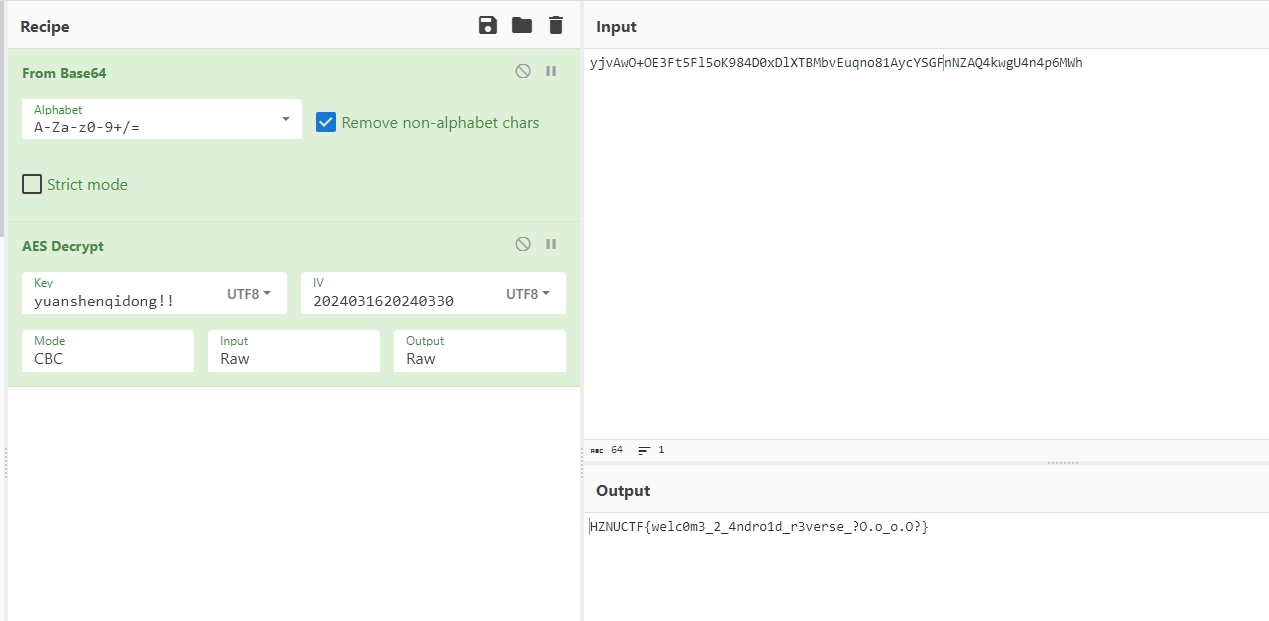 Recipe
From Base64
Alphabet
A-Za-z0-9+/=
Remove non-alphabet chars
Strict mode
AES Decrypt
Key
yuanshenqidong!!
UTF8
IV
2024031620240330
UTF8
Mode
CBC
Input
Raw
Output
Raw
Input
yjvAwO+OE3Ft5Fl5oK984D0xDlXTBMbvEuqno81AycYSGFnNZAQ4kwgU4n4p6MWh
ABC 64 1
Output
HZNUCTF{welc0m3_2_4ndro1d_r3verse_?O.o_o.O?}